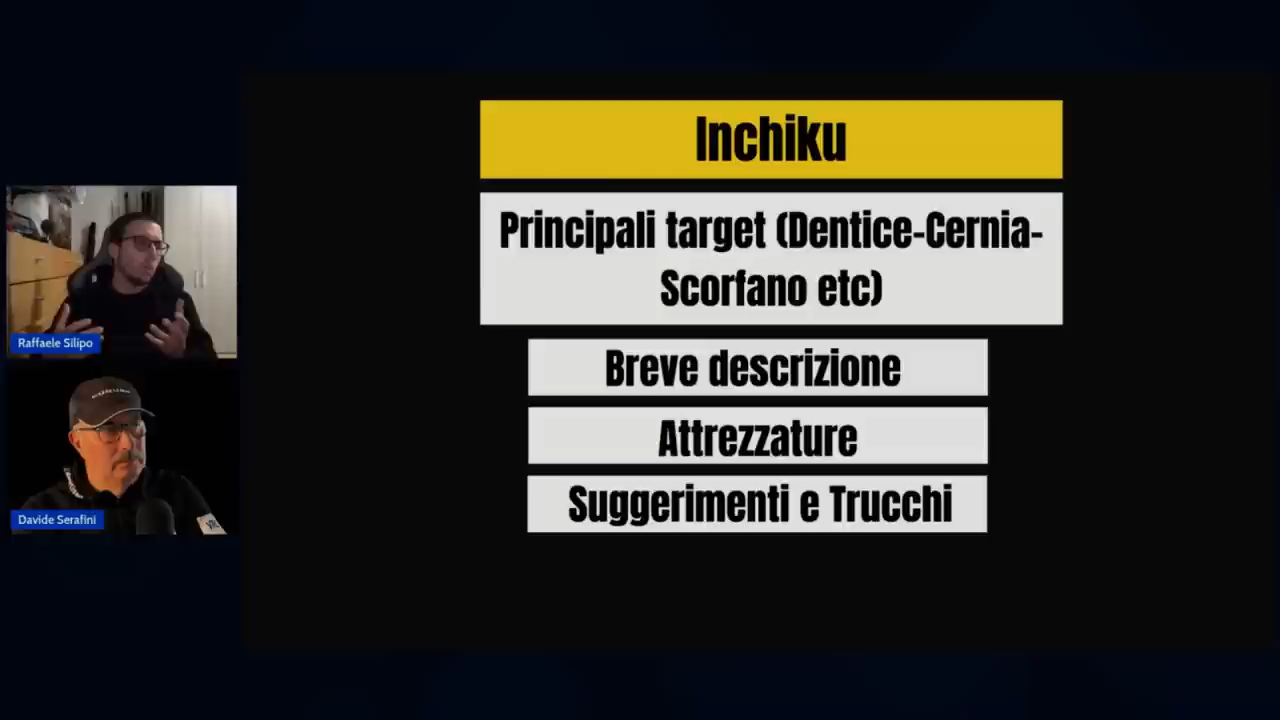 Inchiku
Principali target (Dentice-Cernia-
Scorfano etc)
Breve descrizione
Attrezzature
Suggerimenti e Trucchi
Raffaele Silipo
Davide Serafini